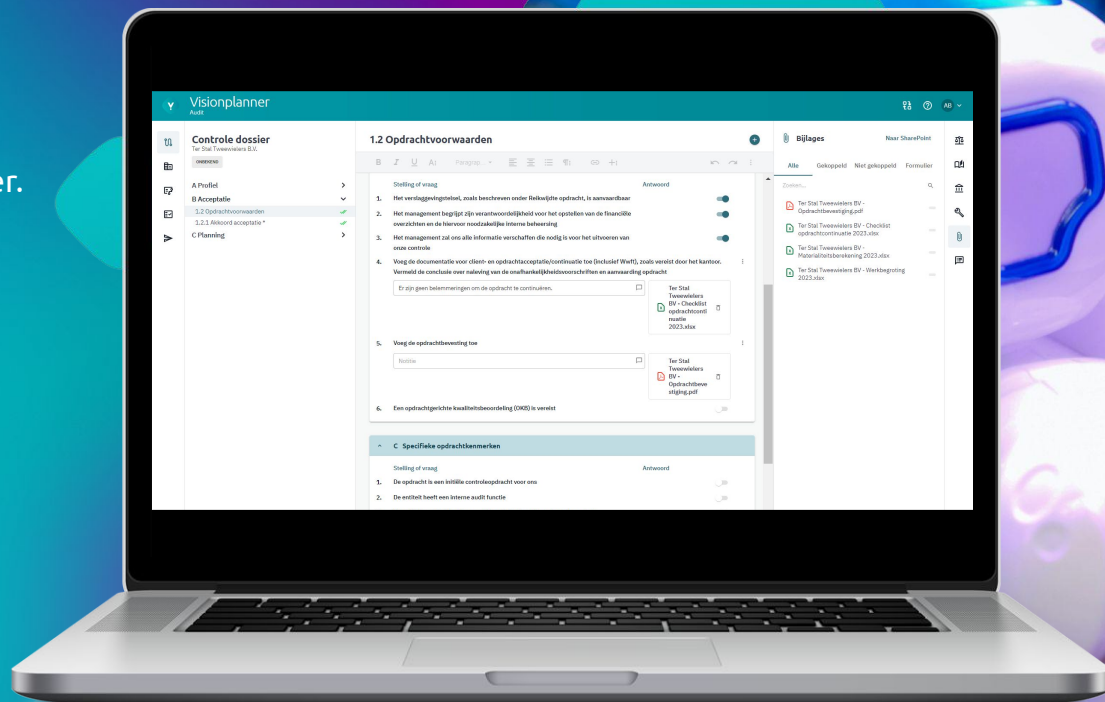 er.
Visionplanner
Audit
AB
Controle dossier
Ter Stal Tweewielers B.V.
ONBEKEND
A Profiel
B Acceptatie
1.2 Opdrachtvoorwaarden
1.2.1 Akkoord acceptatie *
C Planning
1.2 Opdrachtvoorwaarden
B I U A Paragrap...
Stelling of vraag Antwoord
1. Het verslaggevingstelsel, zoals beschreven onder Reikwijdte opdracht, is aanvaardbaar
2. Het management begrijpt zijn verantwoordelijkheid voor het opstellen van de financiële
overzichten en de hiervoor noodzakelijke interne beheersing
3. Het management zal ons alle informatie verschaffen die nodig is voor het uitvoeren van
onze controle
4. Voeg de documentatie voor client- en opdrachtacceptatie/continuatie toe (inclusief Wwft), zoals vereist door het kantoor.
Vermeld de conclusie over naleving van de onafhankelijkheidsvoorschriften en aanvaarding opdracht
Er zijn geen belemmeringen om de opdracht te continuëren.
Ter Stal
Tweewielers
BV - Checklist
opdrachtconti
nuatie
2023.xlsx
5. Voeg de opdrachtbevesting toe
Notitie
Ter Stal
Tweewielers
BV -
Opdrachtbeve
stiging.pdf
6. Een opdrachtgerichte kwaliteitsbeoordeling (OKB) is vereist
C Specifieke opdrachtkenmerken
Stelling of vraag Antwoord
1. De opdracht is een initiële controleopdracht voor ons
2. De entiteit heeft een interne audit functie
Bijlages Naar SharePoint
Alle Gekoppeld Niet gekoppeld Formulier
Zoeken...
Ter Stal Tweewielers BV -
Opdrachtbevestiging.pdf
Ter Stal Tweewielers BV - Checklist
opdrachtcontinuatie 2023.xlsx
Ter Stal Tweewielers BV -
Materialiteitsberekening 2023.xlsx
Ter Stal Tweewielers BV - Werkbegroting
2023.xlsx